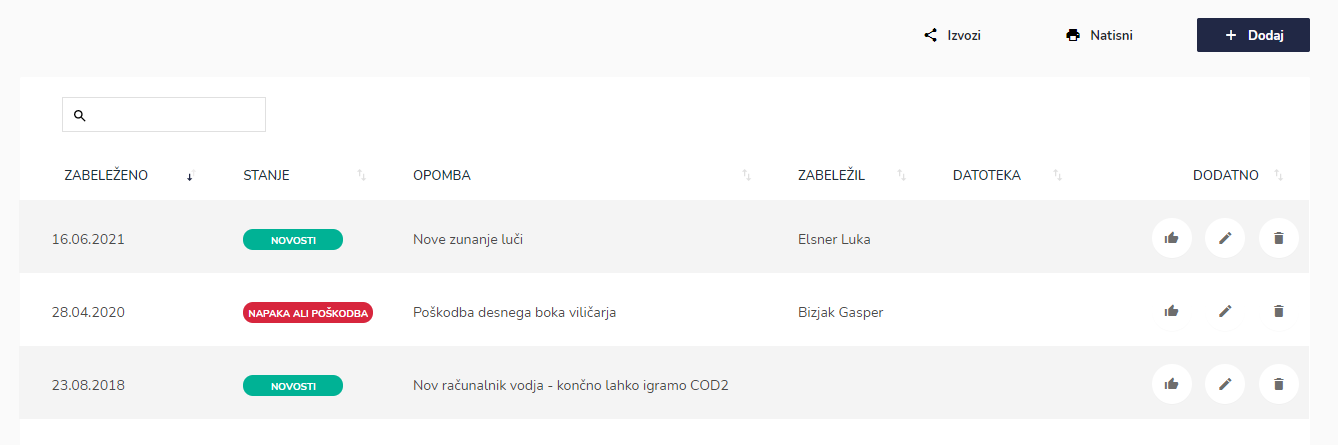 Izvozi Natisni + Dodaj
ZABELEŽENO STANJE OPOMBA ZABELEŽIL DATOTEKA DODATNO
16.06.2021 NOVOSTI Nove zunanje luči Elsner Luka
28.04.2020 NAPAKA ALI POŠKODBA Poškodba desnega boka viličarja Bizjak Gasper
23.08.2018 NOVOSTI Nov računalnik vodja - končno lahko igramo COD2